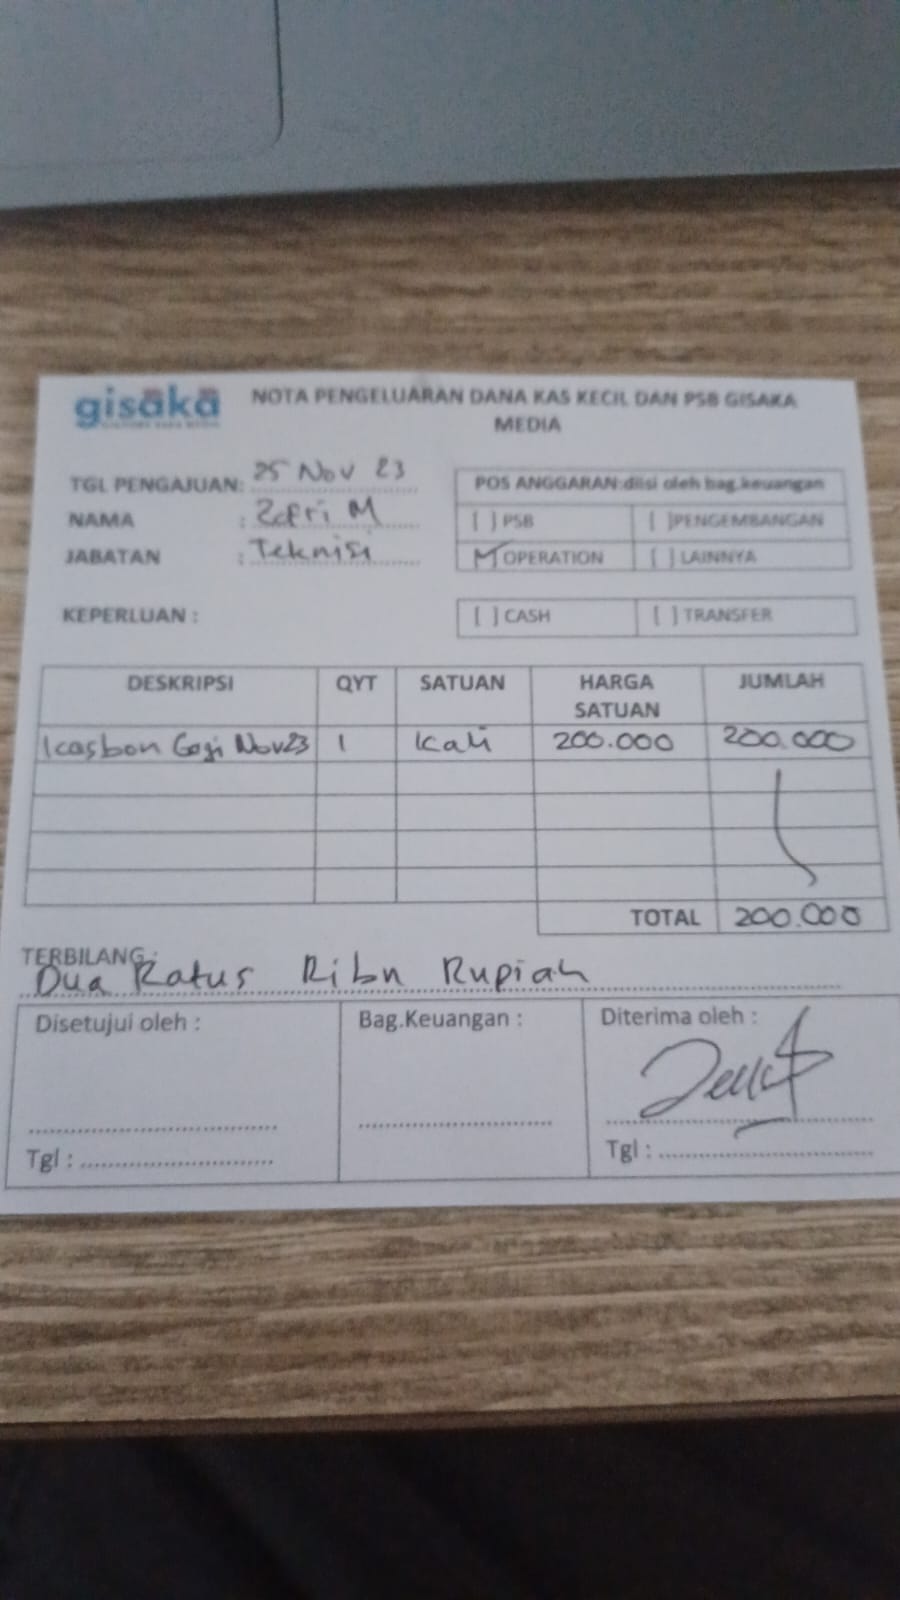 gisaka
NOTA PENGELUARAN DANA KAS KECIL DAN PSB GISAKA
MEDIA
TGL PENGAJUAN: 25 Nov 23
NAMA : Zefri M
JABATAN : Teknisi
POS ANGGARAN:diisi oleh bag.keuangan
[ ] PSB [ ]PENGEMBANGAN
[ ] OPERATION [ ] LAINNYA
KEPERLUAN :
[ ] CASH [ ] TRANSFER
DESKRIPSI QYT SATUAN HARGA SATUAN JUMLAH
Kasbon Gaji Nov23 1 Kali 200.000 200.000
TOTAL 200.000
TERBILANG :
Dua Ratus Ribu Rupiah
Disetujui oleh : Bag.Keuangan : Diterima oleh :
Tgl : Tgl :